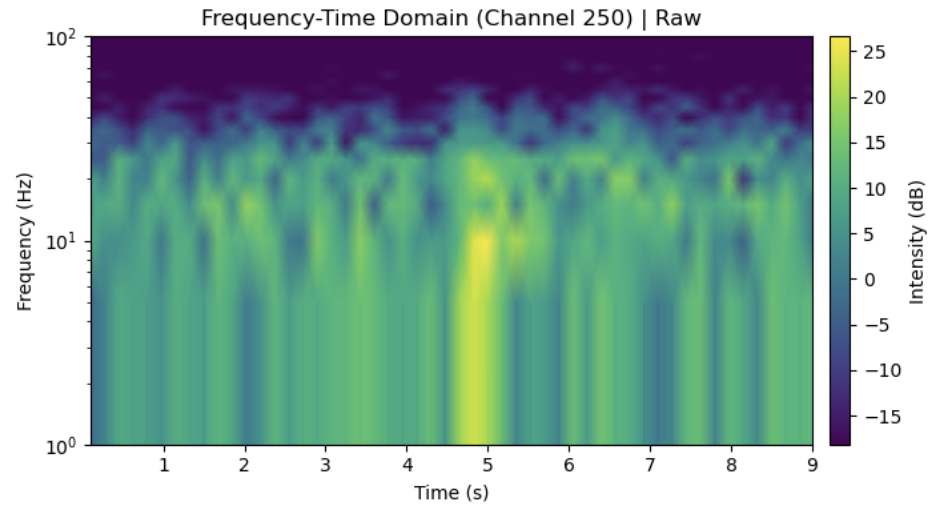 Frequency-Time Domain (Channel 250) | Raw
10²
10¹
10⁰
Frequency (Hz)
1 2 3 4 5 6 7 8 9
Time (s)
25
20
15
10
5
0
−5
−10
−15
Intensity (dB)